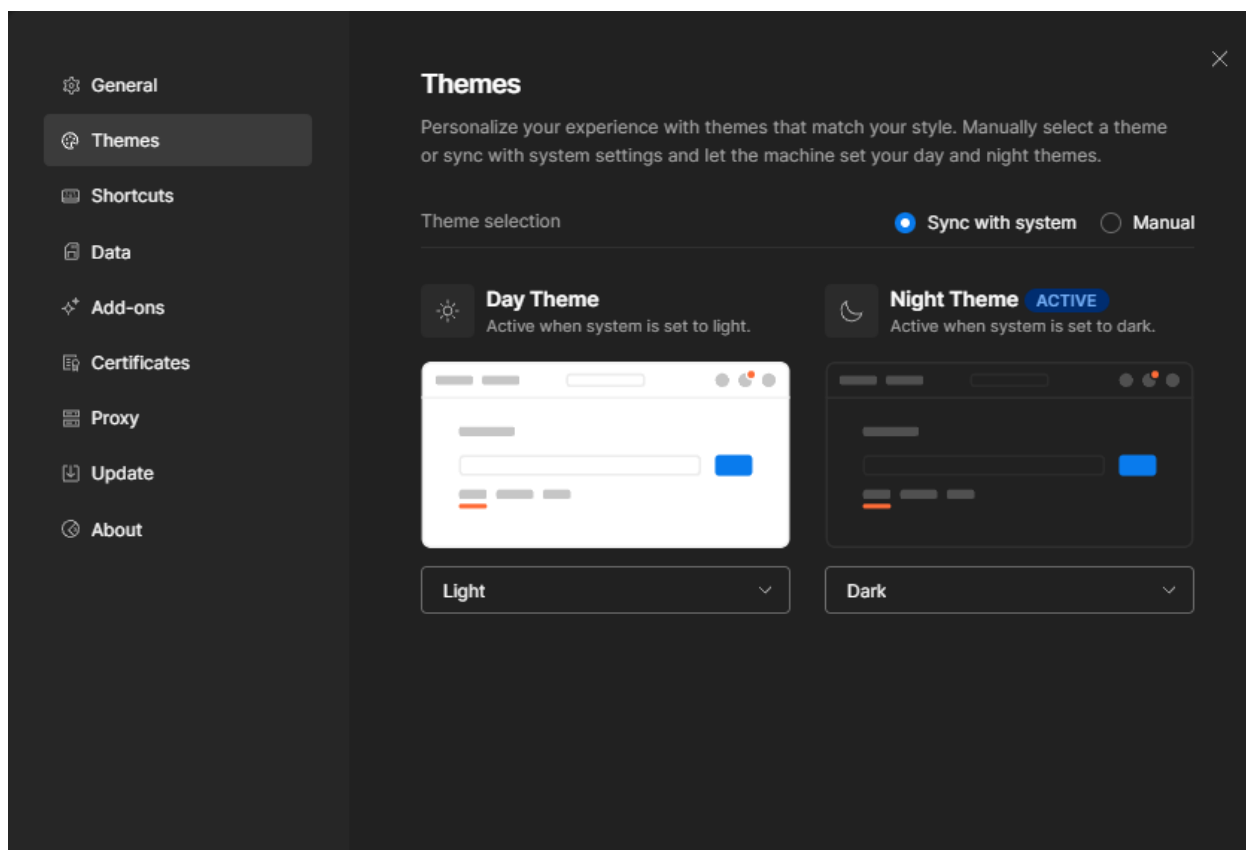 General
Themes
Shortcuts
Data
Add-ons
Certificates
Proxy
Update
About
Themes
Personalize your experience with themes that match your style. Manually select a theme
or sync with system settings and let the machine set your day and night themes.
Theme selection
Sync with system
Manual
Day Theme
Active when system is set to light.
Night Theme ACTIVE
Active when system is set to dark.
Light
Dark